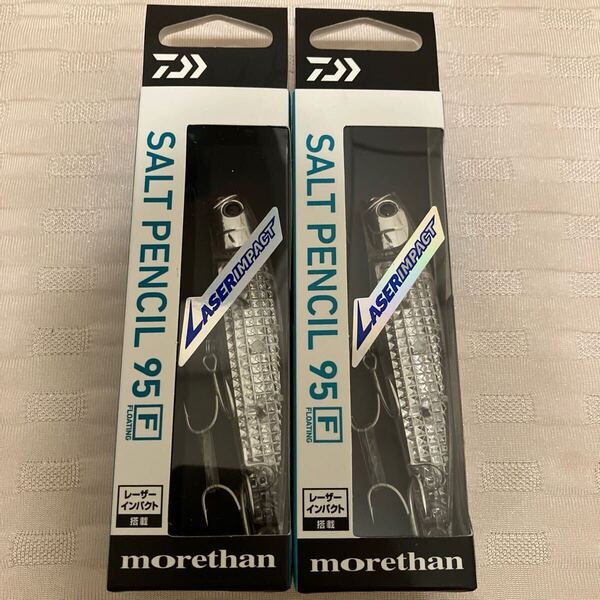 SALT PENCIL 95 F
FLOATING
LASER IMPACT
レーザー
インパクト
搭載
morethan
SALT PENCIL 95 F
FLOATING
LASER IMPACT
レーザー
インパクト
搭載
morethan